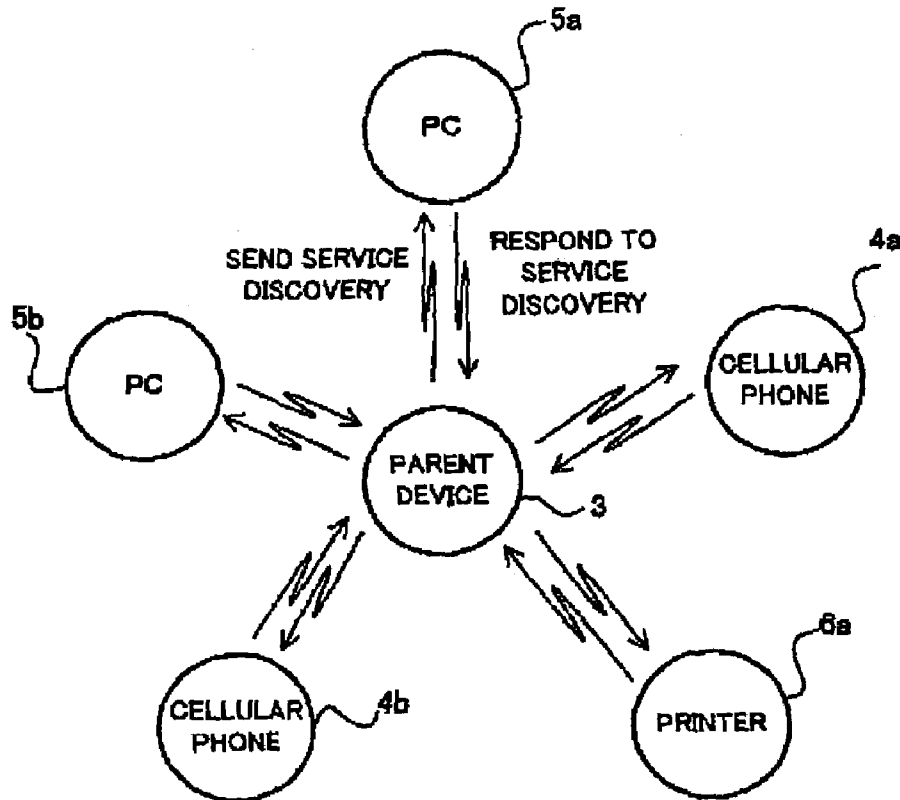 5a
PC
SEND SERVICE
DISCOVERY
RESPOND TO
SERVICE
DISCOVERY
4a
5b
PC
CELLULAR
PHONE
PARENT
DEVICE
3
6a
CELLULAR
PHONE
4b
PRINTER